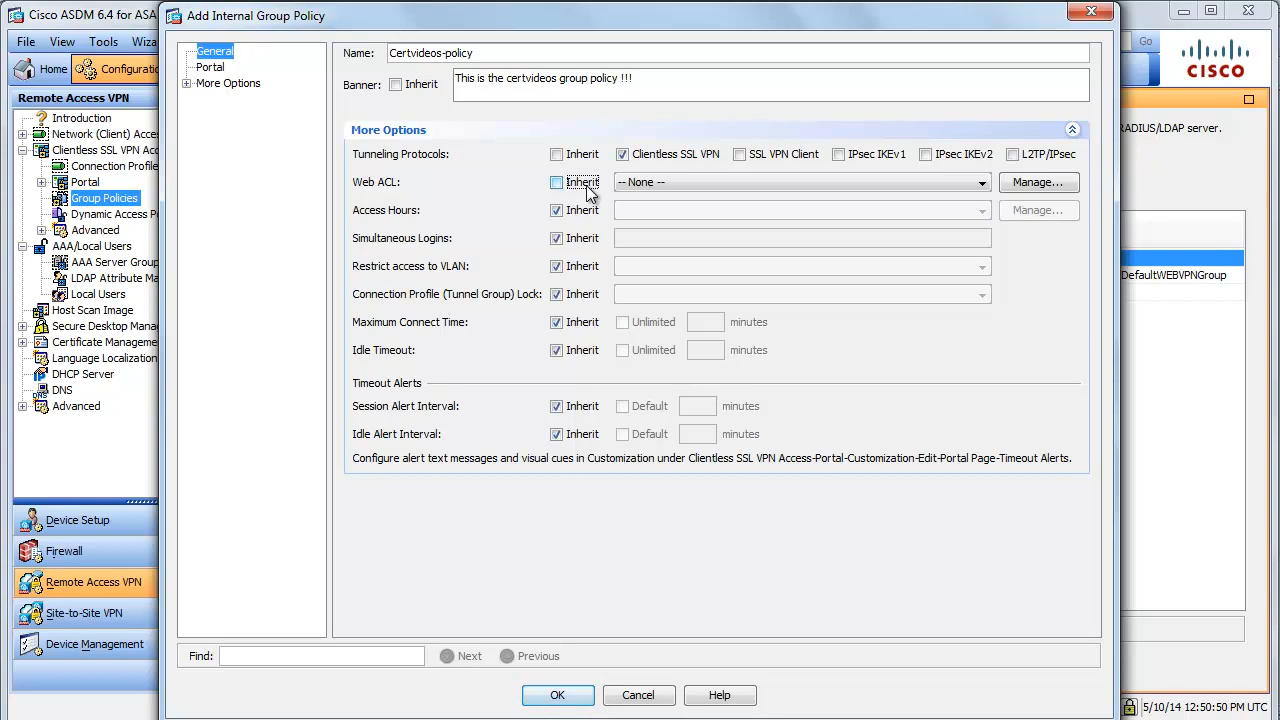 Cisco ASDM 6.4 for ASA
Add Internal Group Policy
File View Tools Wiza
Go
Home Configuratio
CISCO
Remote Access VPN
Introduction
Network (Client) Acces
Clientless SSL VPN Acc
Connection Profile
Portal
Group Policies
Dynamic Access P
Advanced
AAA/Local Users
AAA Server Group
LDAP Attribute Ma
Local Users
Host Scan Image
Secure Desktop Mana
Certificate Manageme
Language Localization
DHCP Server
DNS
Advanced
Device Setup
Firewall
Remote Access VPN
Site-to-Site VPN
Device Management
General
Portal
More Options
Name: Certvideos-policy
Banner: Inherit This is the certvideos group policy !!!
More Options
Tunneling Protocols: Inherit Clientless SSL VPN SSL VPN Client IPsec IKEv1 IPsec IKEv2 L2TP/IPsec
Web ACL: Inherit -- None -- Manage...
Access Hours: Inherit Manage...
Simultaneous Logins: Inherit
Restrict access to VLAN: Inherit
Connection Profile (Tunnel Group) Lock: Inherit
Maximum Connect Time: Inherit Unlimited minutes
Idle Timeout: Inherit Unlimited minutes
Timeout Alerts
Session Alert Interval: Inherit Default minutes
Idle Alert Interval: Inherit Default minutes
Configure alert text messages and visual cues in Customization under Clientless SSL VPN Access-Portal-Customization-Edit-Portal Page-Timeout Alerts.
Find: Next Previous
OK Cancel Help
RADIUS/LDAP server.
DefaultWEBVPNGroup
5/10/14 12:50:50 PM UTC